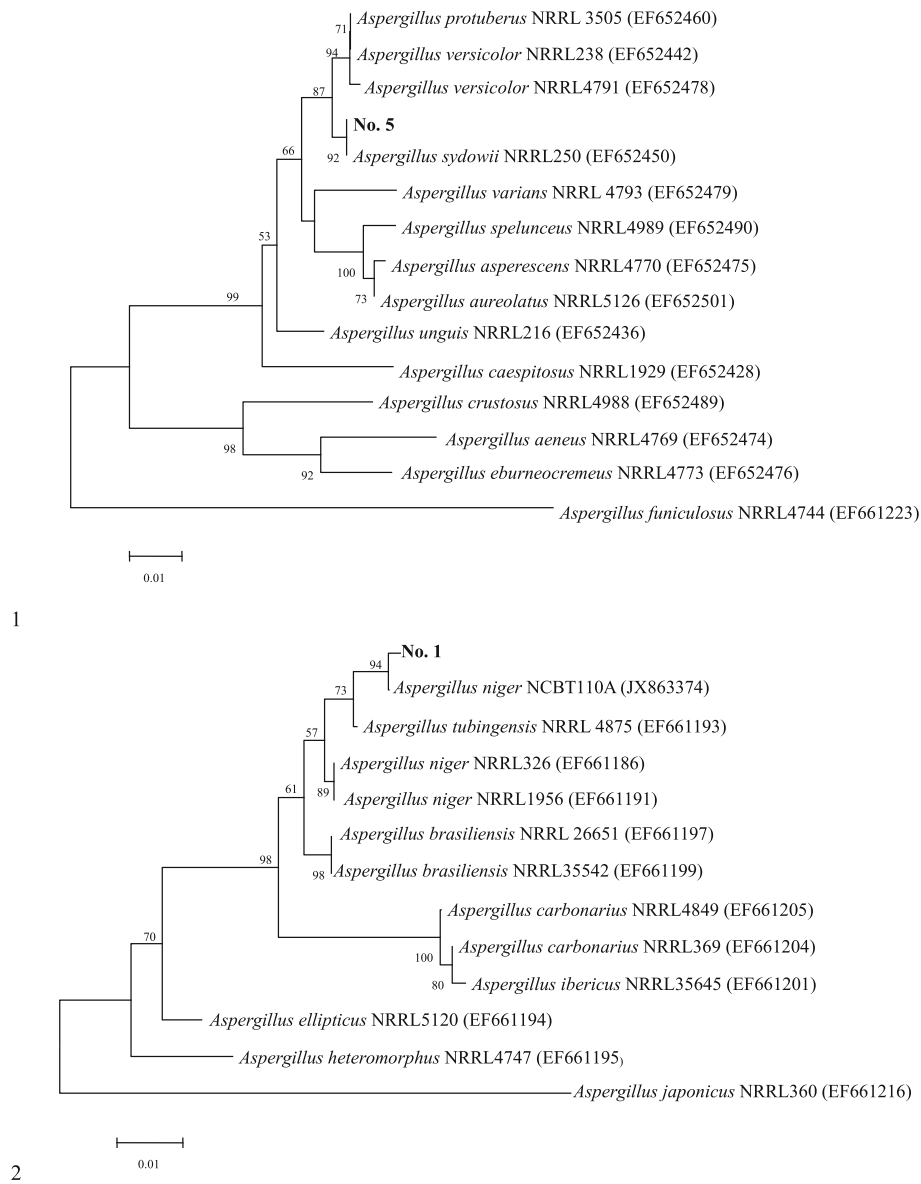 Aspergillus protuberus NRRL 3505 (EF652460)
71
Aspergillus versicolor NRRL238 (EF652442)
94
Aspergillus versicolor NRRL4791 (EF652478)
87
No. 5
66
92 Aspergillus sydowii NRRL250 (EF652450)
Aspergillus varians NRRL 4793 (EF652479)
Aspergillus spelunceus NRRL4989 (EF652490)
53
100 Aspergillus asperescens NRRL4770 (EF652475)
99
73 Aspergillus aureolatus NRRL5126 (EF652501)
Aspergillus unguis NRRL216 (EF652436)
Aspergillus caespitosus NRRL1929 (EF652428)
Aspergillus crustosus NRRL4988 (EF652489)
98
Aspergillus aeneus NRRL4769 (EF652474)
92 Aspergillus eburneocremeus NRRL4773 (EF652476)
Aspergillus funiculosus NRRL4744 (EF661223)
0.01
1
No. 1
94
73
Aspergillus niger NCBT110A (JX863374)
Aspergillus tubingensis NRRL 4875 (EF661193)
57
Aspergillus niger NRRL326 (EF661186)
61
89 Aspergillus niger NRRL1956 (EF661191)
Aspergillus brasiliensis NRRL 26651 (EF661197)
98
98 Aspergillus brasiliensis NRRL35542 (EF661199)
Aspergillus carbonarius NRRL4849 (EF661205)
70
Aspergillus carbonarius NRRL369 (EF661204)
100
80 Aspergillus ibericus NRRL35645 (EF661201)
Aspergillus ellipticus NRRL5120 (EF661194)
Aspergillus heteromorphus NRRL4747 (EF661195)
Aspergillus japonicus NRRL360 (EF661216)
0.01
2